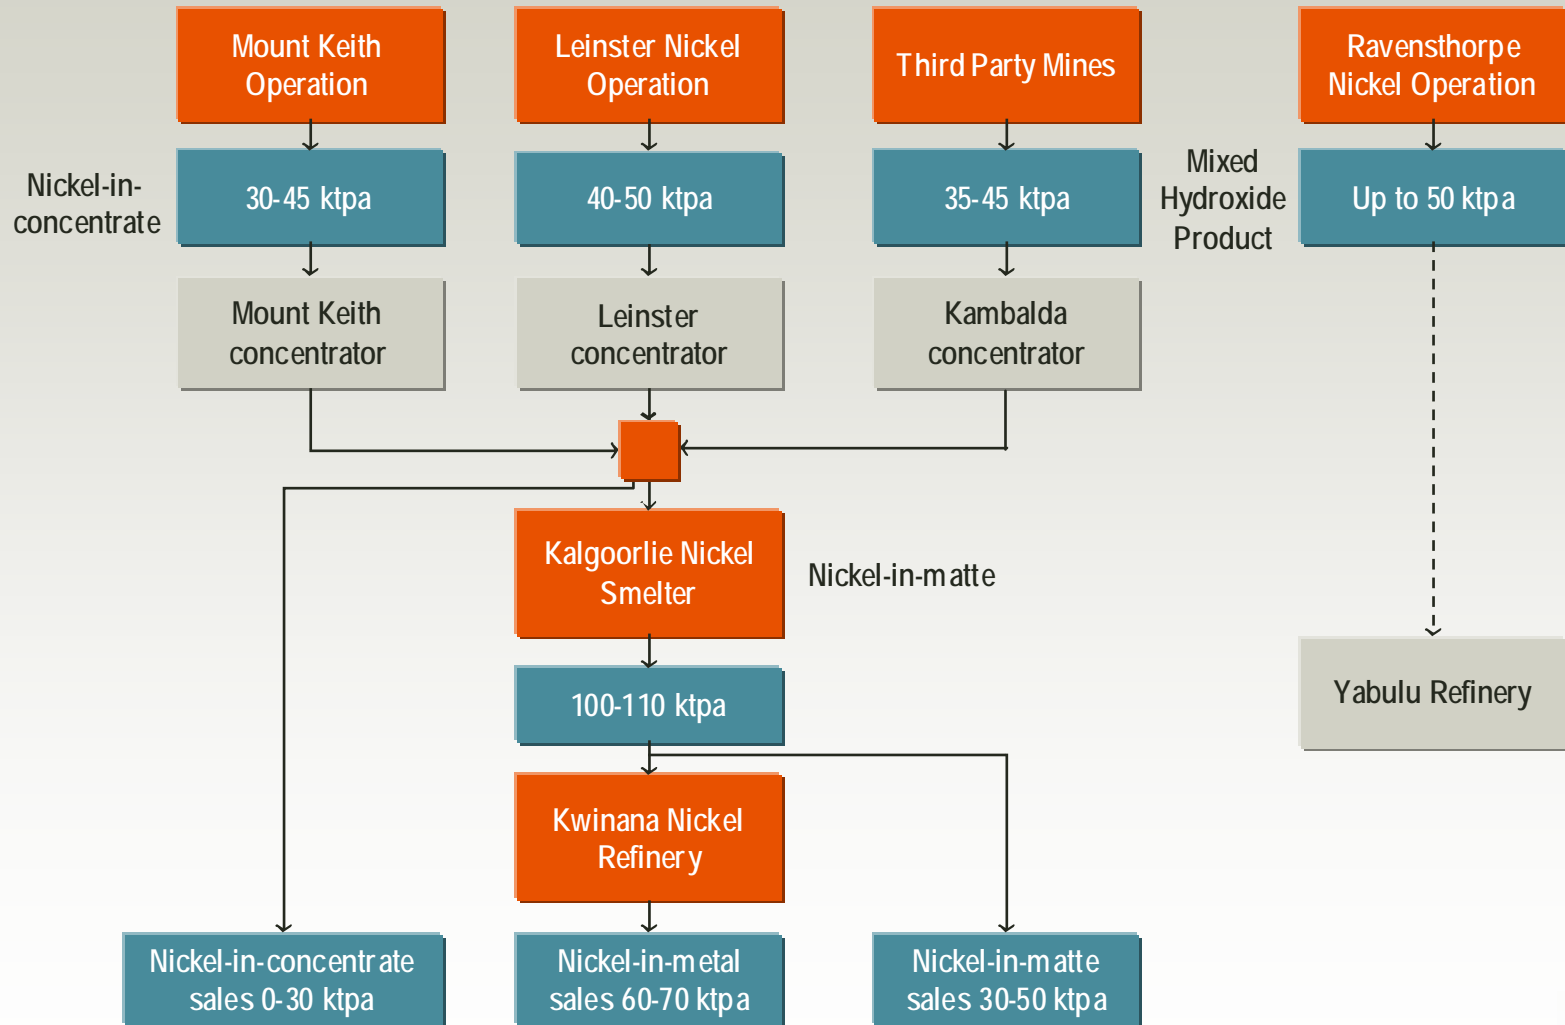 Mount Keith
Operation
Leinster Nickel
Operation
Third Party Mines
Ravensthorpe
Nickel Operation
Nickel-in-
concentrate
30-45 ktpa
40-50 ktpa
35-45 ktpa
Mixed
Hydroxide
Product
Up to 50 ktpa
Mount Keith
concentrator
Leinster
concentrator
Kambalda
concentrator
Kalgoorlie Nickel
Smelter
Nickel-in-matte
100-110 ktpa
Yabulu Refinery
Kwinana Nickel
Refinery
Nickel-in-concentrate
sales 0-30 ktpa
Nickel-in-metal
sales 60-70 ktpa
Nickel-in-matte
sales 30-50 ktpa